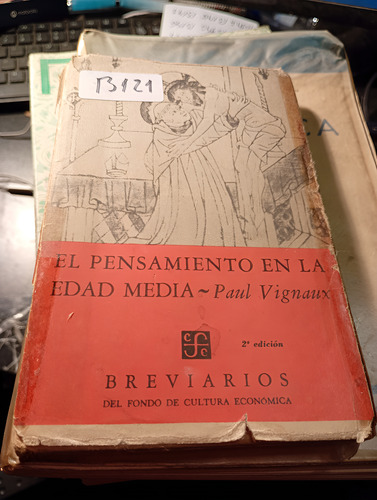 B121
EL PENSAMIENTO EN LA
EDAD MEDIA ~ Paul Vignaux
2ª edición
BREVIARIOS
DEL FONDO DE CULTURA ECONÓMICA